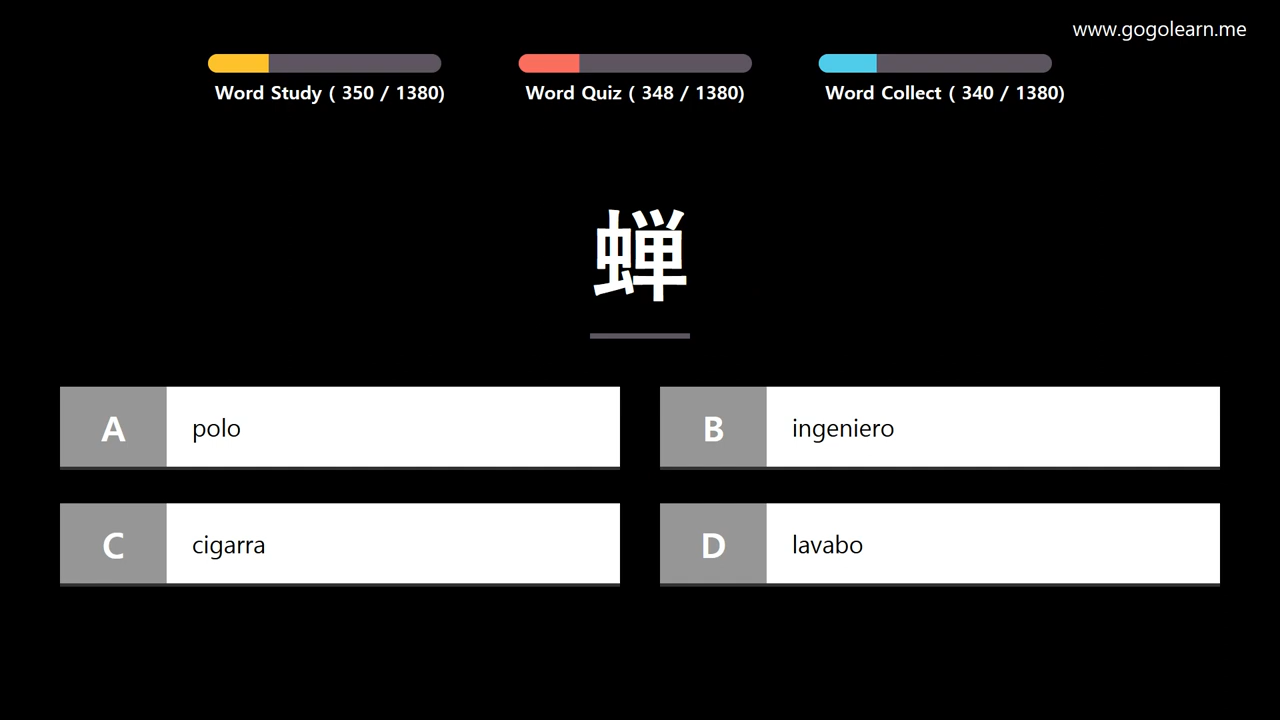 www.gogolearn.me
Word Study ( 350 / 1380)
Word Quiz ( 348 / 1380)
Word Collect ( 340 / 1380)
蝉
A polo
B ingeniero
C cigarra
D lavabo